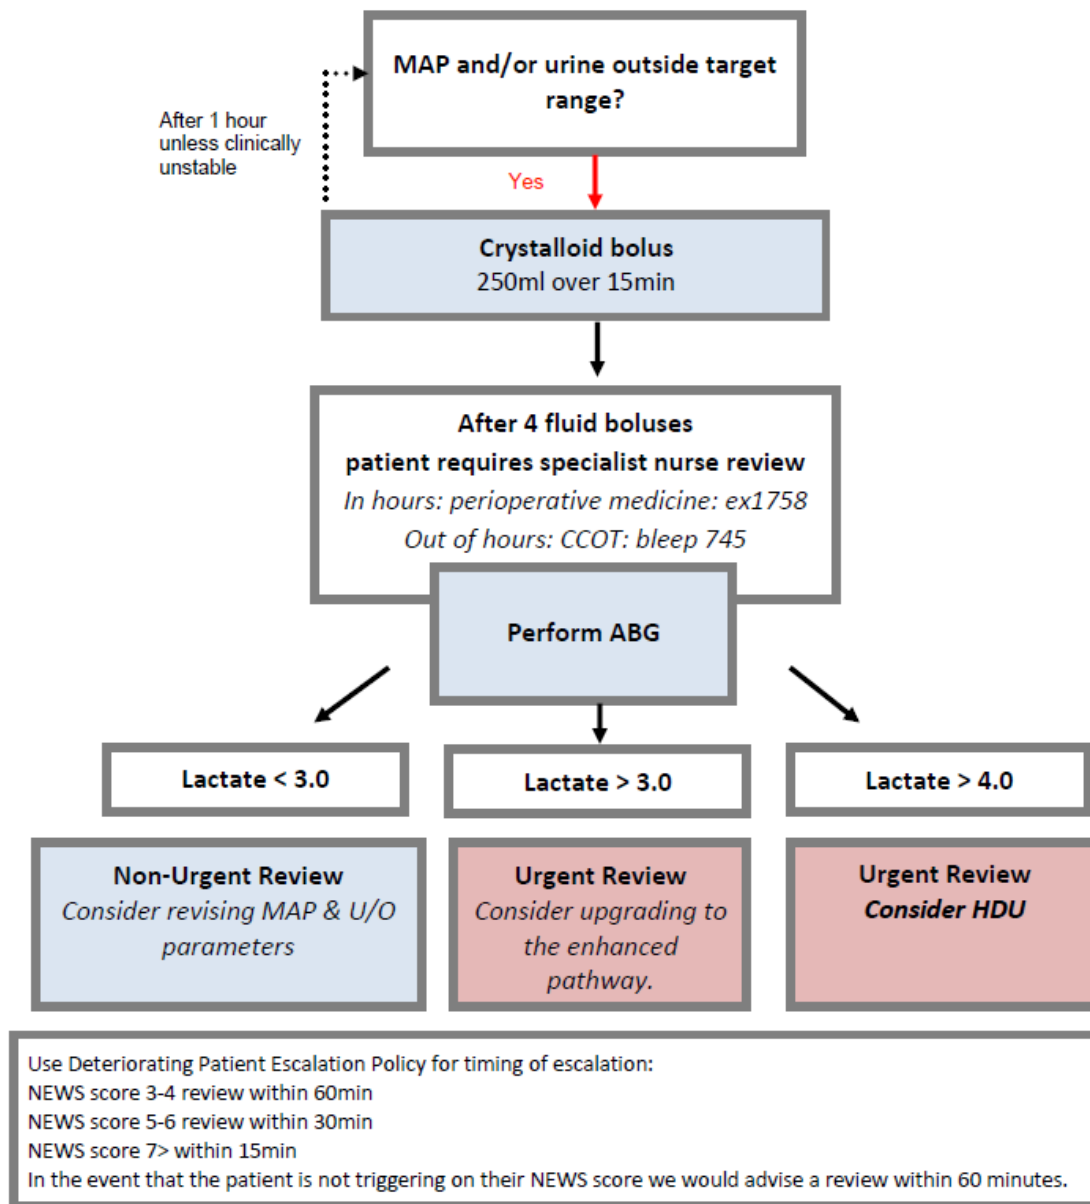 MAP and/or urine outside target
range?
After 1 hour
unless clinically
unstable
Yes
Crystalloid bolus
250ml over 15min
After 4 fluid boluses
patient requires specialist nurse review
In hours: perioperative medicine: ex1758
Out of hours: CCOT: bleep 745
Perform ABG
Lactate < 3.0
Lactate > 3.0
Lactate > 4.0
Non-Urgent Review
Consider revising MAP & U/O
parameters
Urgent Review
Consider upgrading to
the enhanced
pathway.
Urgent Review
Consider HDU
Use Deteriorating Patient Escalation Policy for timing of escalation:
NEWS score 3-4 review within 60min
NEWS score 5-6 review within 30min
NEWS score 7> within 15min
In the event that the patient is not triggering on their NEWS score we would advise a review within 60 minutes.